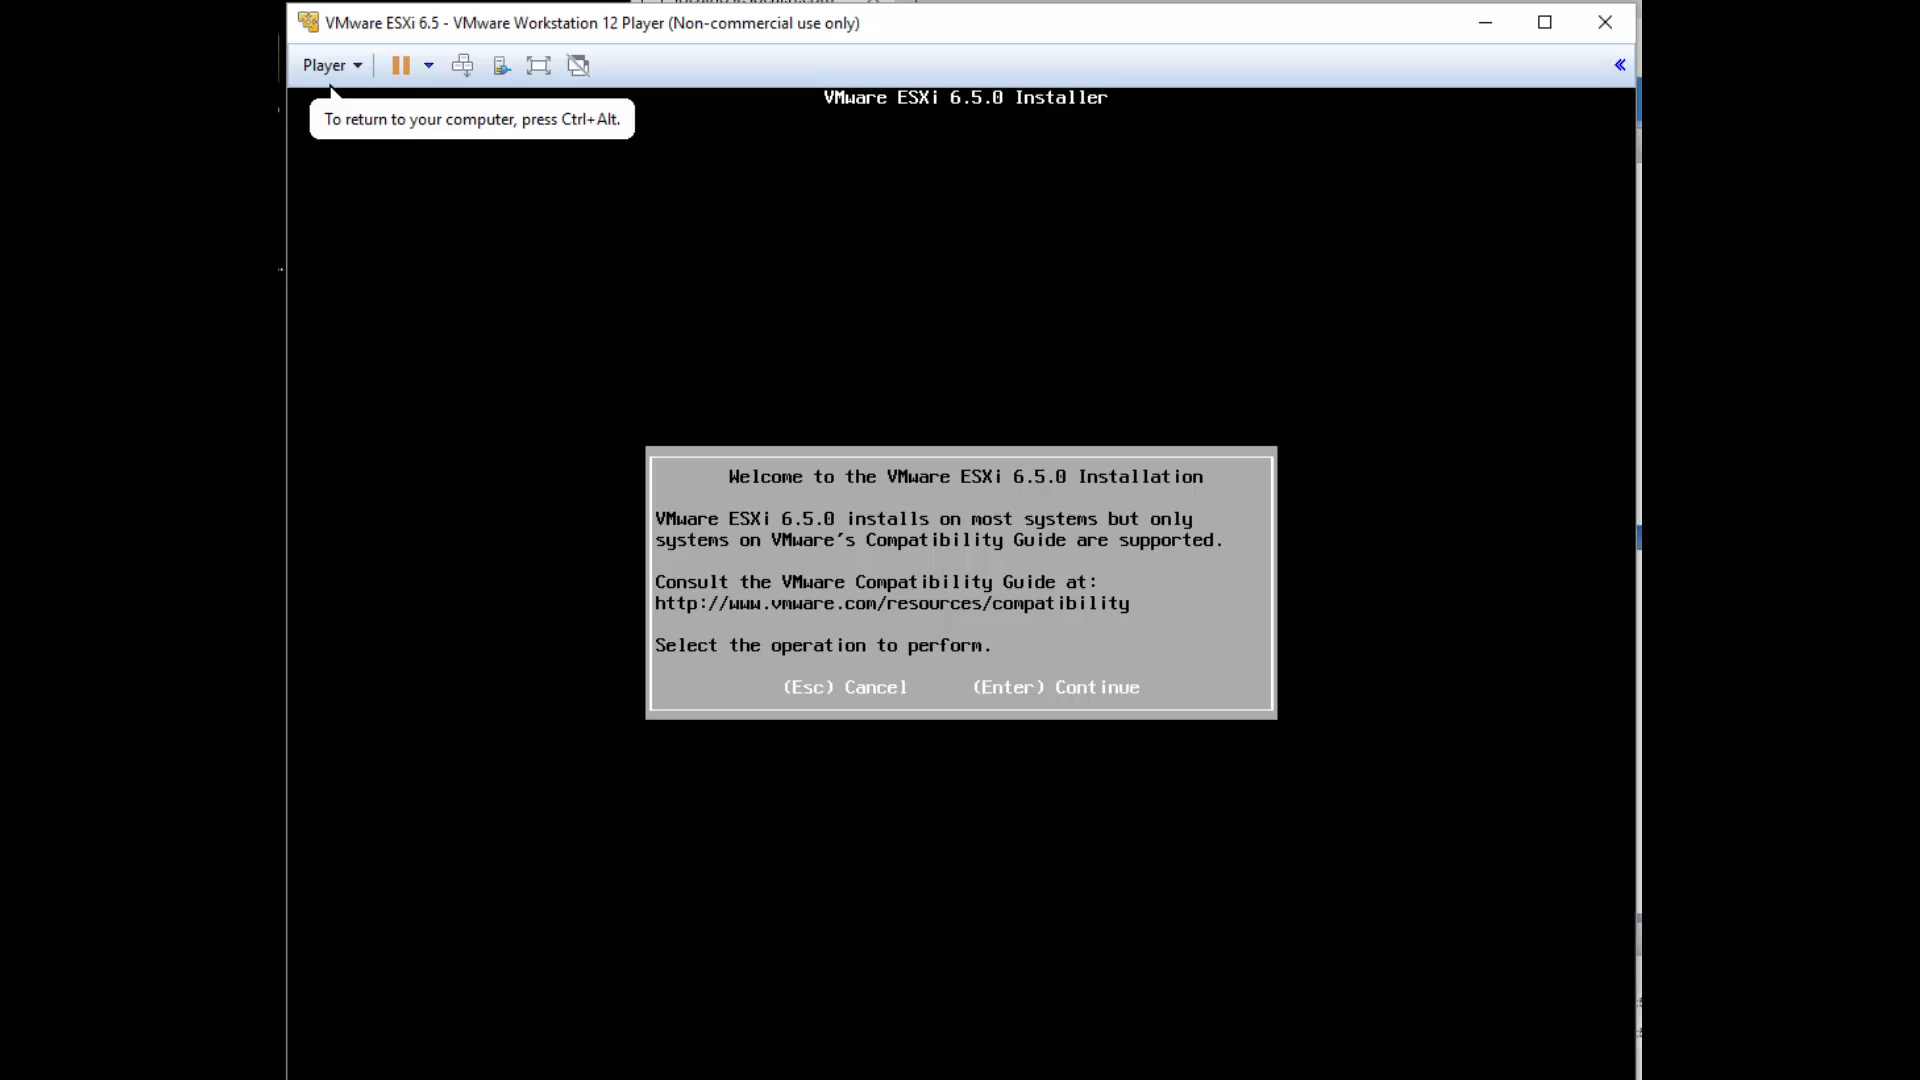 VMware ESXi 6.5 - VMware Workstation 12 Player (Non-commercial use only)
Player
VMware ESXi 6.5.0 Installer
To return to your computer, press Ctrl+Alt.
Welcome to the VMware ESXi 6.5.0 Installation
VMware ESXi 6.5.0 installs on most systems but only
systems on VMware's Compatibility Guide are supported.
Consult the VMware Compatibility Guide at:
http://www.vmware.com/resources/compatibility
Select the operation to perform.
(Esc) Cancel (Enter) Continue